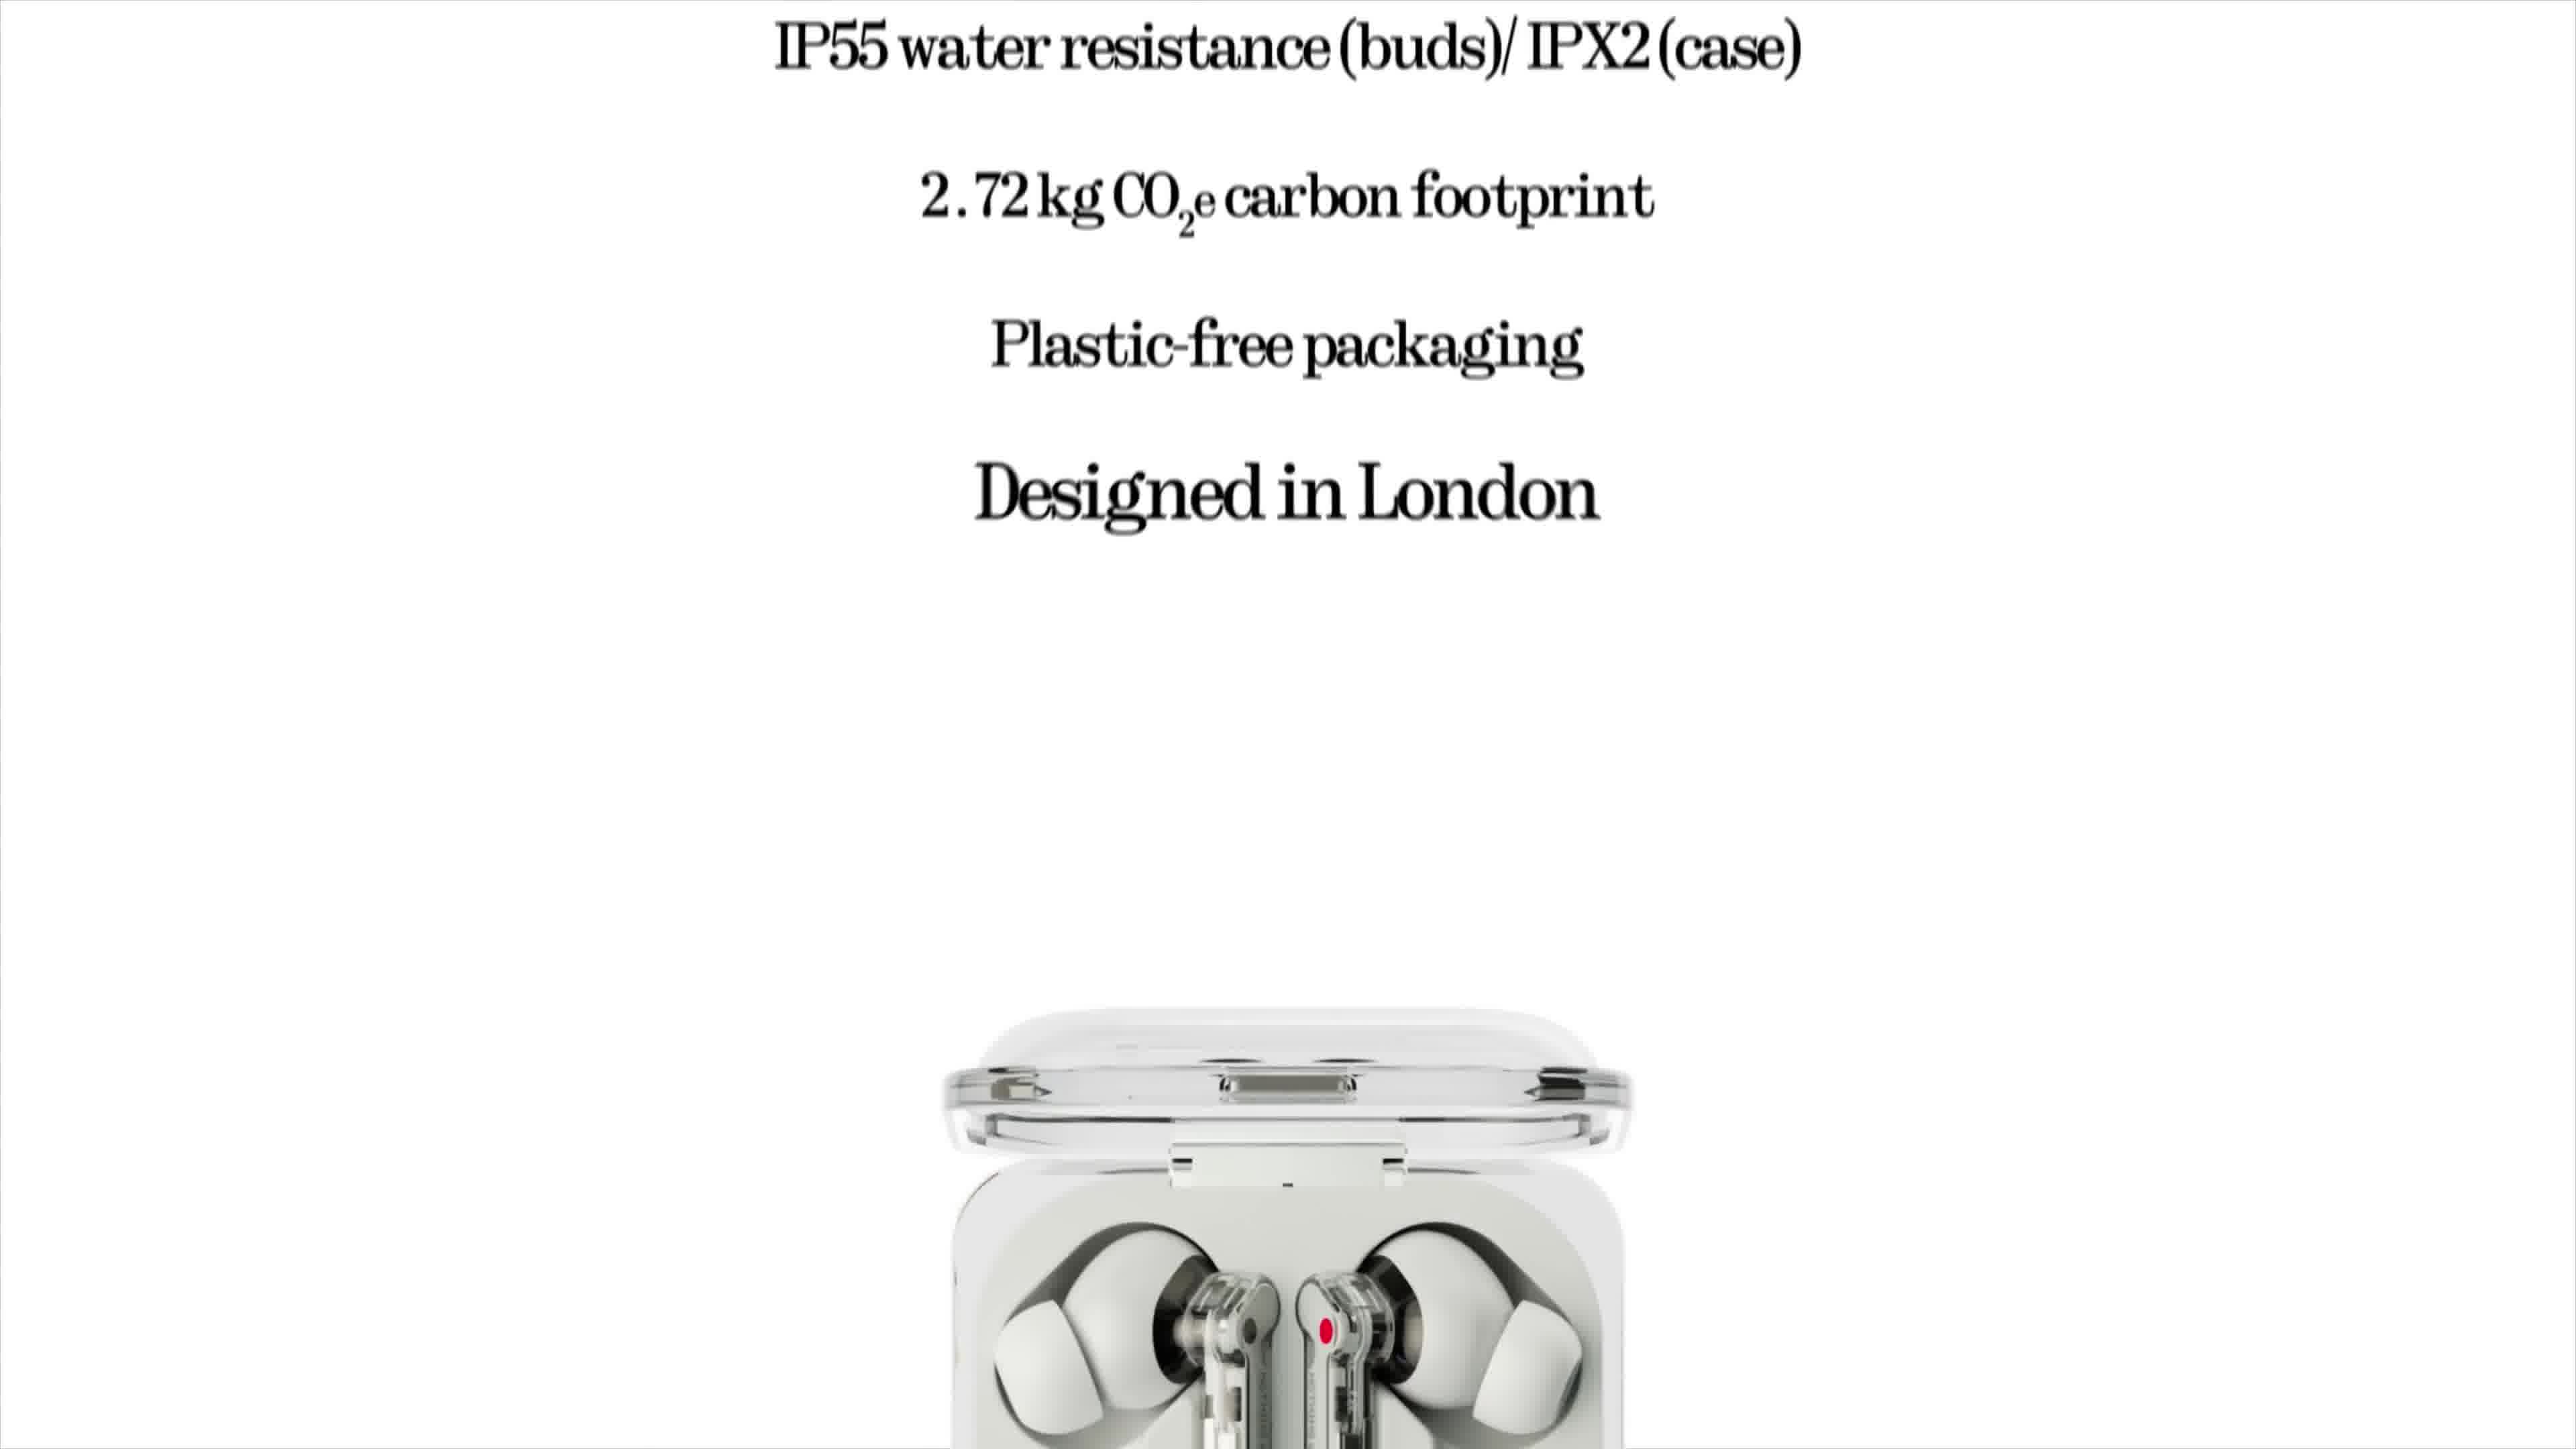 IP55 water resistance (buds)/ IPX2 (case)
2.72 kg CO₂e carbon footprint
Plastic-free packaging
Designed in London